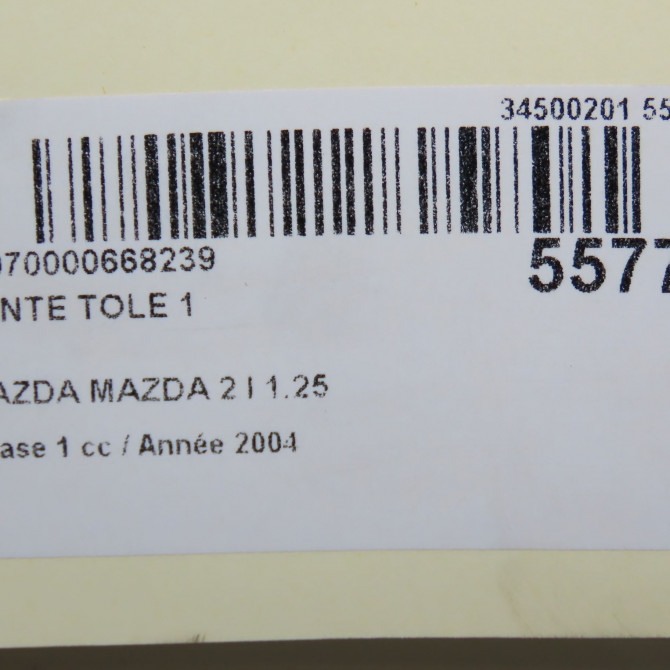 34500201 55
070000668239
5577
NTE TOLE 1
AZDA MAZDA 2 I 1.25
ase 1 cc / Année 2004